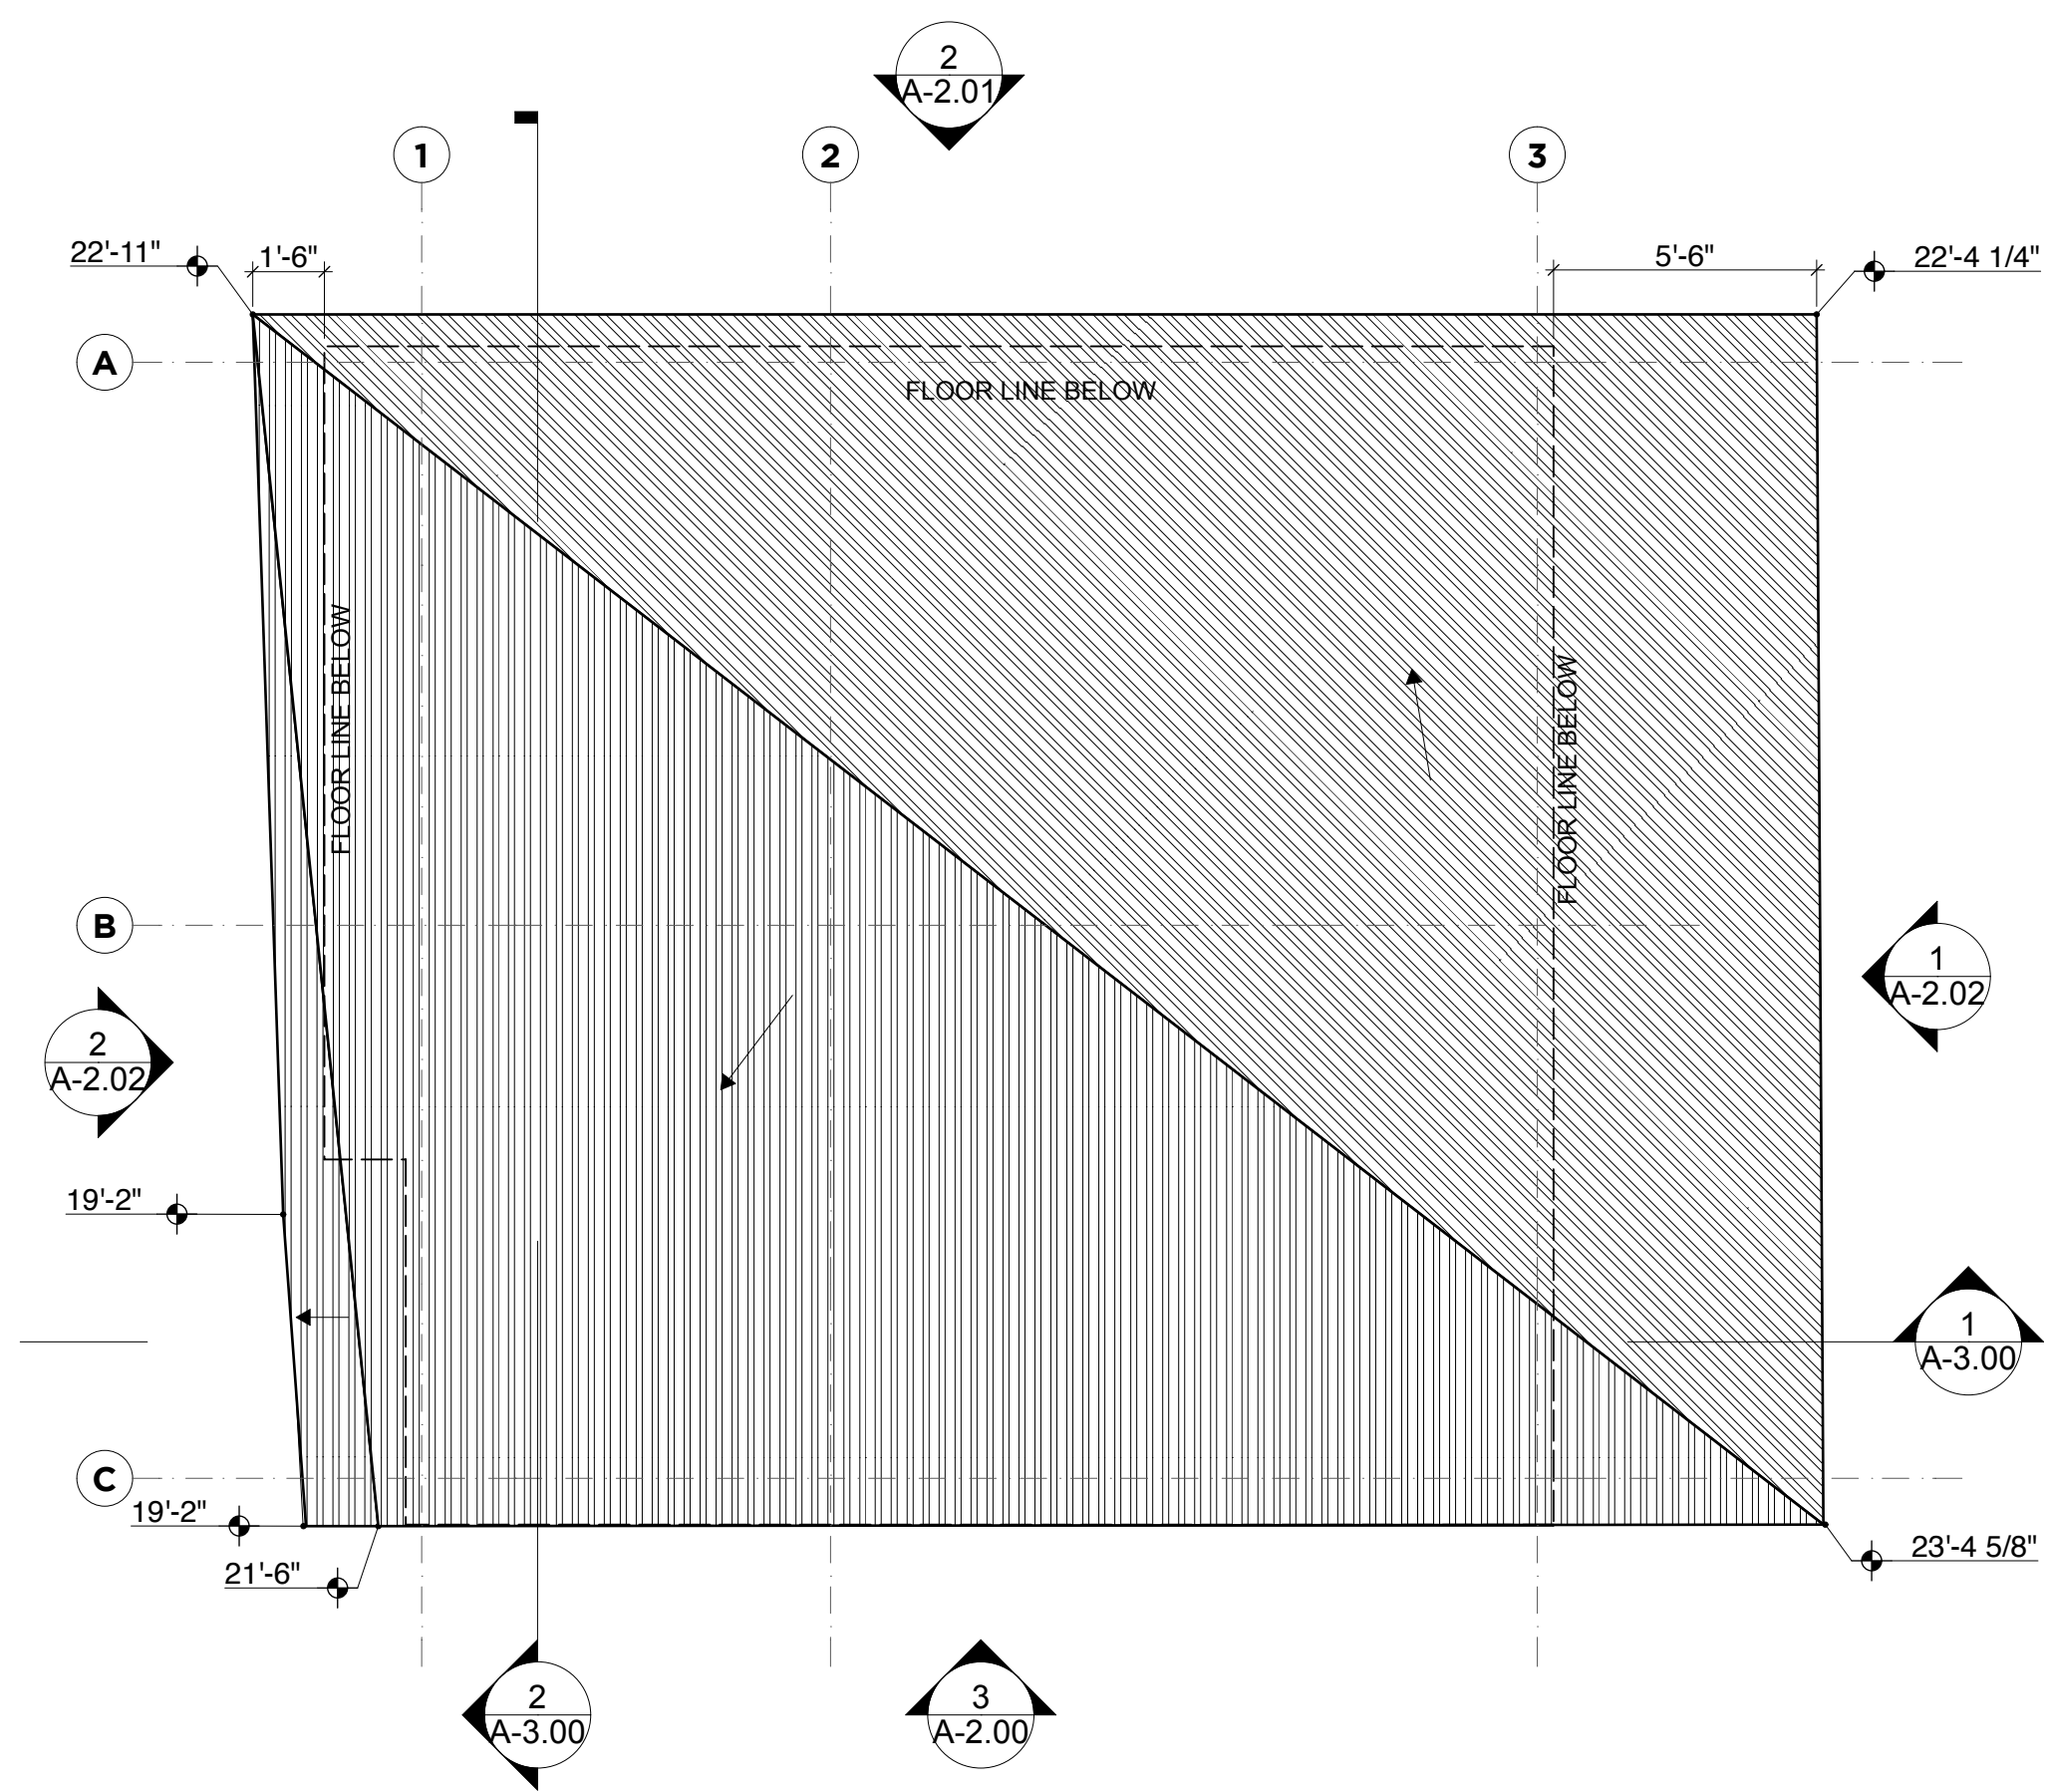 2
A-2.01
1
2
3
22'-11"
1'-6"
5'-6"
22'-4 1/4"
A
FLOOR LINE BELOW
FLOOR LINE BELOW
FLOOR LINE BELOW
B
1
A-2.02
2
A-2.02
19'-2"
1
A-3.00
C
19'-2"
21'-6"
23'-4 5/8"
2
A-3.00
3
A-2.00